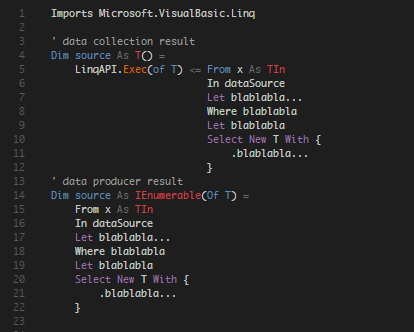 1 Imports Microsoft.VisualBasic.Linq
2
3 ' data collection result
4 Dim source As T() =
5 LinqAPI.Exec(of T) <= From x As TIn
6 In dataSource
7 Let blablabla...
8 Where blablabla
9 Let blablabla
10 Select New T With {
11 .blablabla...
12 }
13 ' data producer result
14 Dim source As IEnumerable(Of T) =
15 From x As TIn
16 In dataSource
17 Let blablabla...
18 Where blablabla
19 Let blablabla
20 Select New T With {
21 .blablabla...
22 }
23